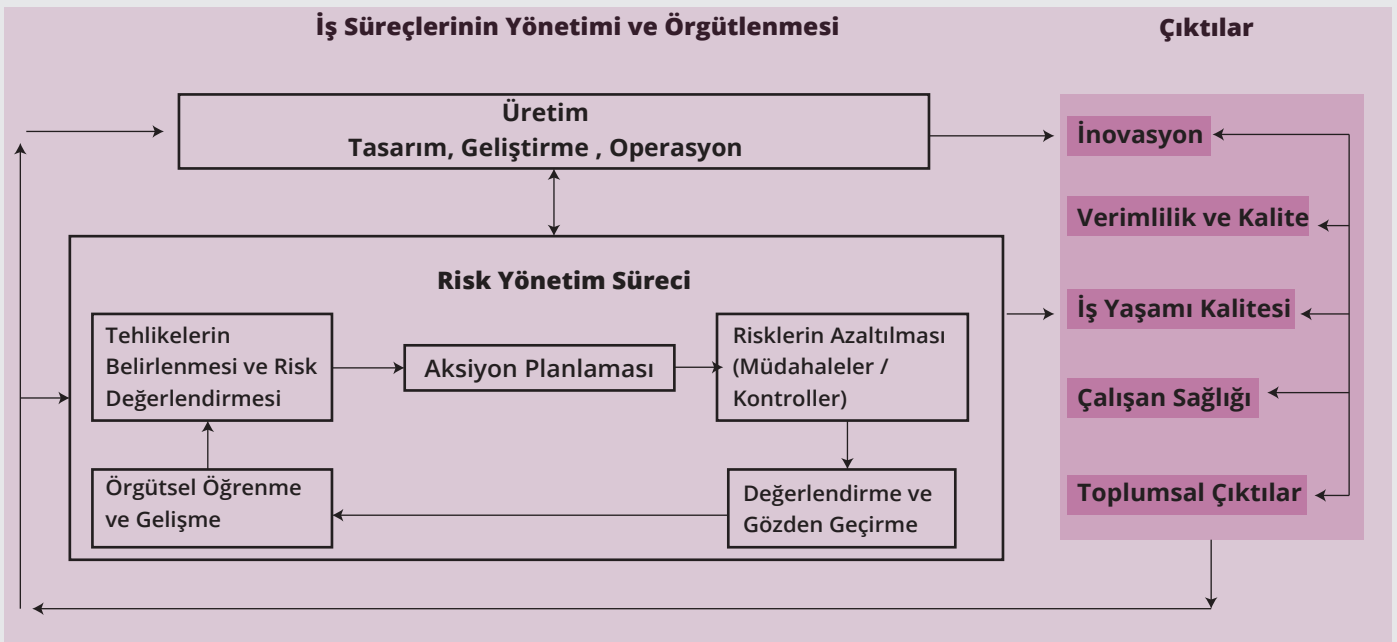 İş Süreçlerinin Yönetimi ve Örgütlenmesi
Çıktılar
Üretim
Tasarım, Geliştirme , Operasyon
Risk Yönetim Süreci
Tehlikelerin
Belirlenmesi ve Risk
Değerlendirmesi
Aksiyon Planlaması
Risklerin Azaltılması
(Müdahaleler /
Kontroller)
Örgütsel Öğrenme
ve Gelişme
Değerlendirme ve
Gözden Geçirme
İnovasyon
Verimlilik ve Kalite
İş Yaşamı Kalitesi
Çalışan Sağlığı
Toplumsal Çıktılar